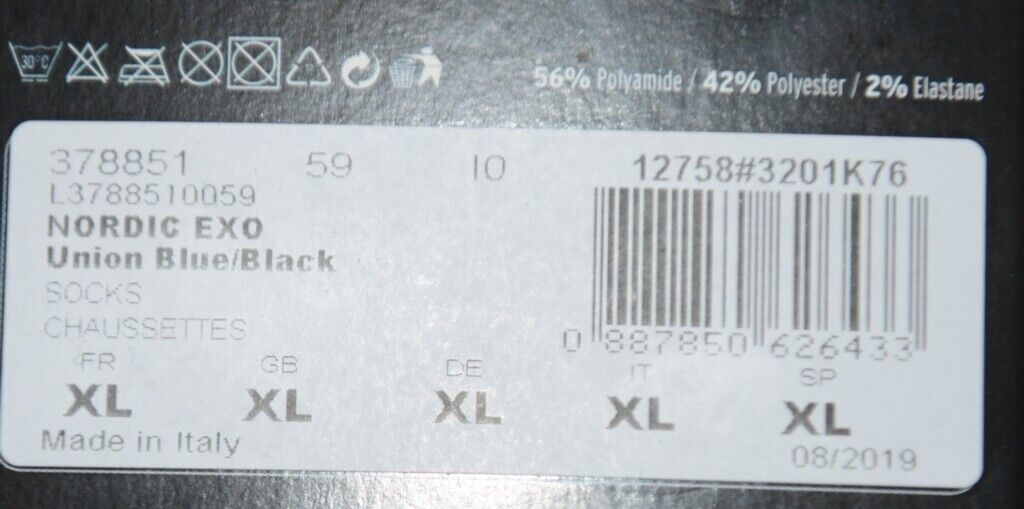 30°C
56% Polyamide / 42% Polyester / 2% Elastane
378851 59 10 12758#3201K76
L3788510059
NORDIC EXO
Union Blue/Black
SOCKS
CHAUSSETTES
0 887850 626433
FR GB DE IT SP
XL XL XL XL XL
Made in Italy 08/2019